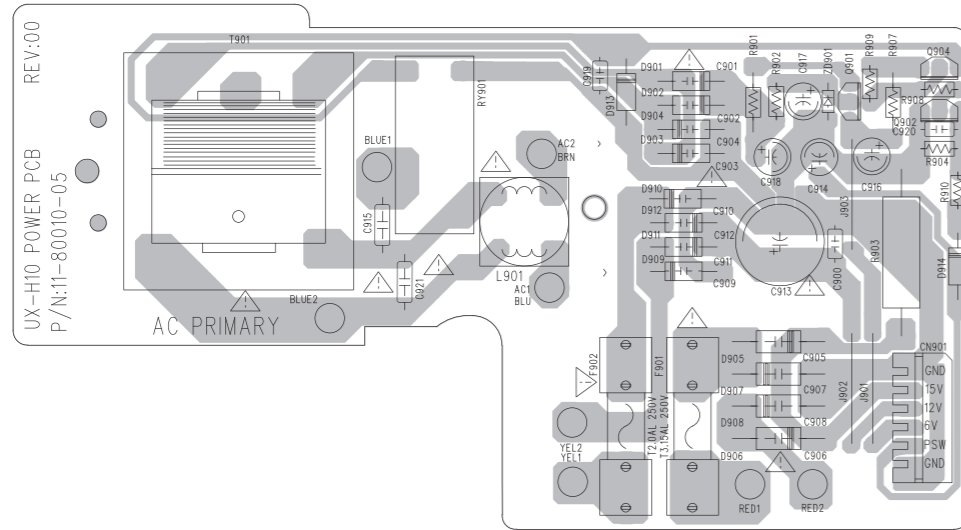 REV:00
UX-H10 POWER PCB
P/N:11-800010-05
T901
BLUE1
C915
C921
BLUE2
AC PRIMARY
RY901
AC2
BRN
L901
AC1
BLU
C919
D913
D901
C901
D902
C902
D904
C904
D903
C903
R901
R902
C917
ZD901
Q901
R909
R907
Q904
R908
Q902
C920
R904
C918
C914
C916
R910
D910
C910
D912
C912
D911
C911
D909
C909
C913
J903
C900
R903
D914
F902
T2.0AL 250V
F901
T3.15AL 250V
D905
C905
D907
C907
D908
C908
D906
C906
J902
J901
CN901
GND
15V
12V
6V
PSW
GND
YEL2
YEL1
RED1
RED2